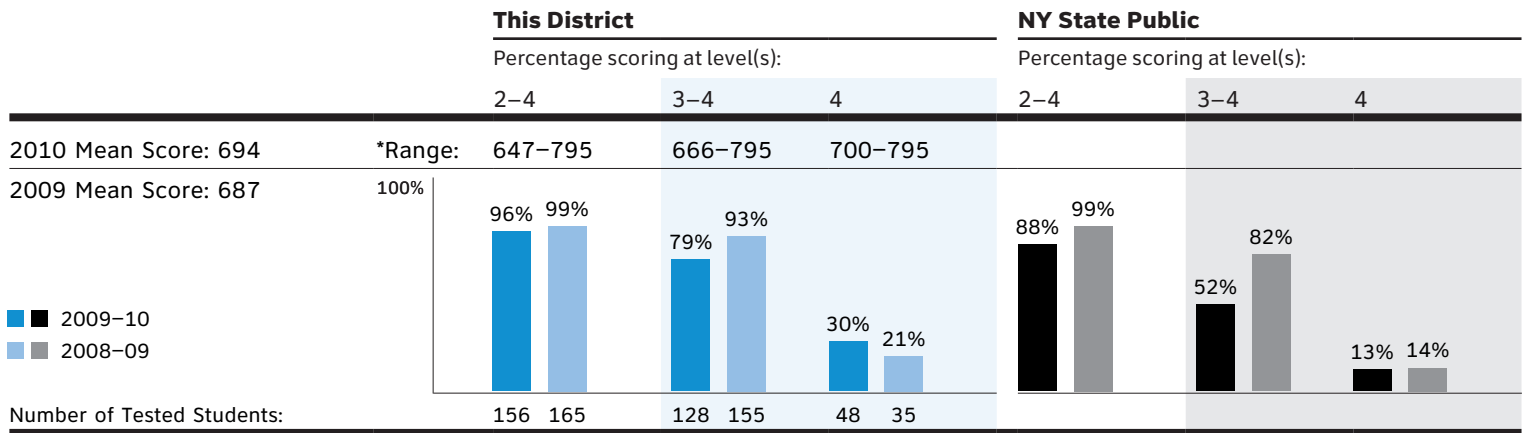 This District NY State Public
Percentage scoring at level(s): Percentage scoring at level(s):
2–4 3–4 4 2–4 3–4 4
2010 Mean Score: 694 *Range: 647–795 666–795 700–795
2009 Mean Score: 687 100%
96% 99% 79% 93% 30% 21% 88% 99% 52% 82% 13% 14%
2009–10
2008–09
Number of Tested Students: 156 165 128 155 48 35